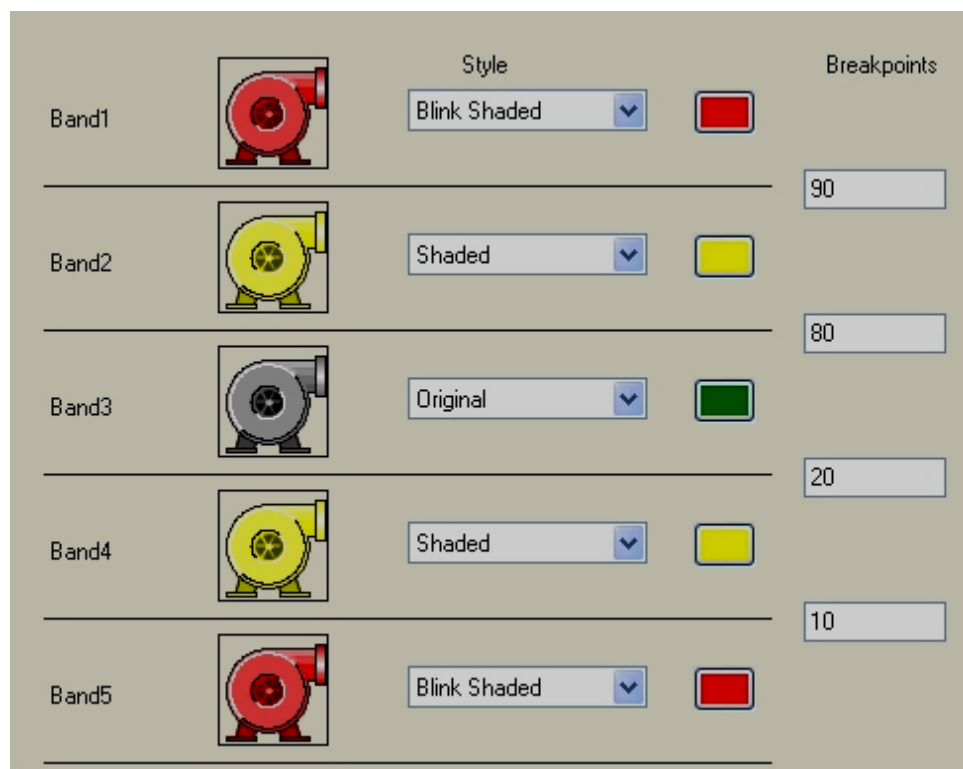 Style Breakpoints
Band1 Blink Shaded
90
Band2 Shaded
80
Band3 Original
20
Band4 Shaded
10
Band5 Blink Shaded